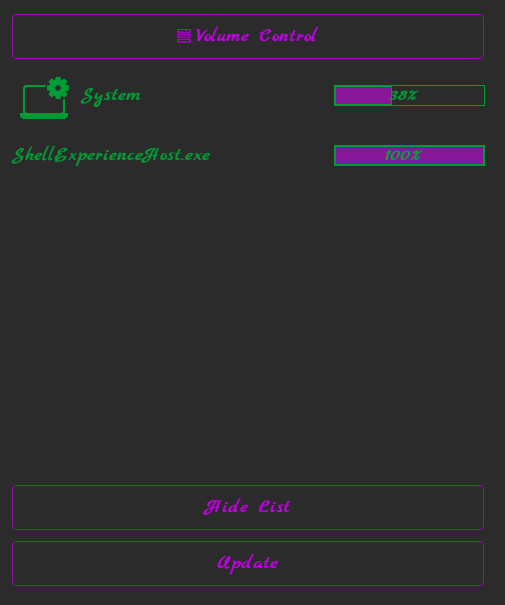 Volume Control
System 38%
ShellExperienceHost.exe 100%
Hide List
Update